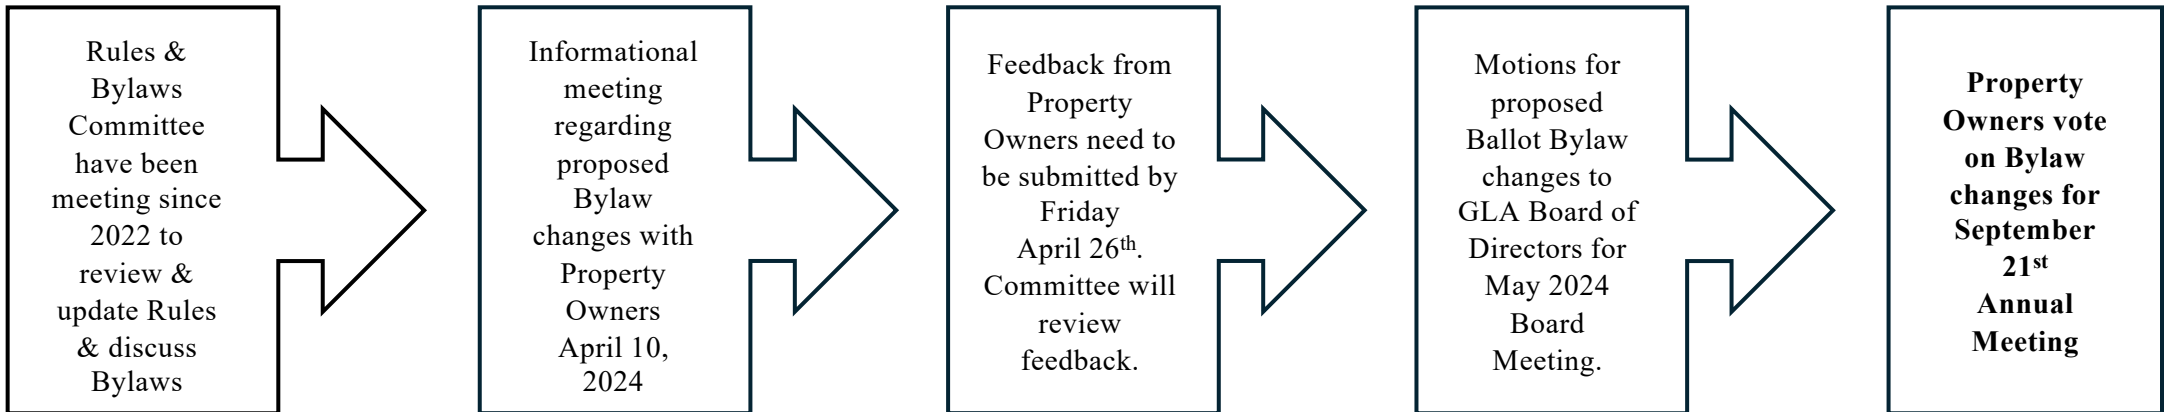 Rules &
Bylaws
Committee
have been
meeting since
2022 to
review &
update Rules
& discuss
Bylaws
Informational
meeting
regarding
proposed
Bylaw
changes with
Property
Owners
April 10,
2024
Feedback from
Property
Owners need to
be submitted by
Friday
April 26th.
Committee will
review
feedback.
Motions for
proposed
Ballot Bylaw
changes to
GLA Board of
Directors for
May 2024
Board
Meeting.
Property
Owners vote
on Bylaw
changes for
September
21st
Annual
Meeting